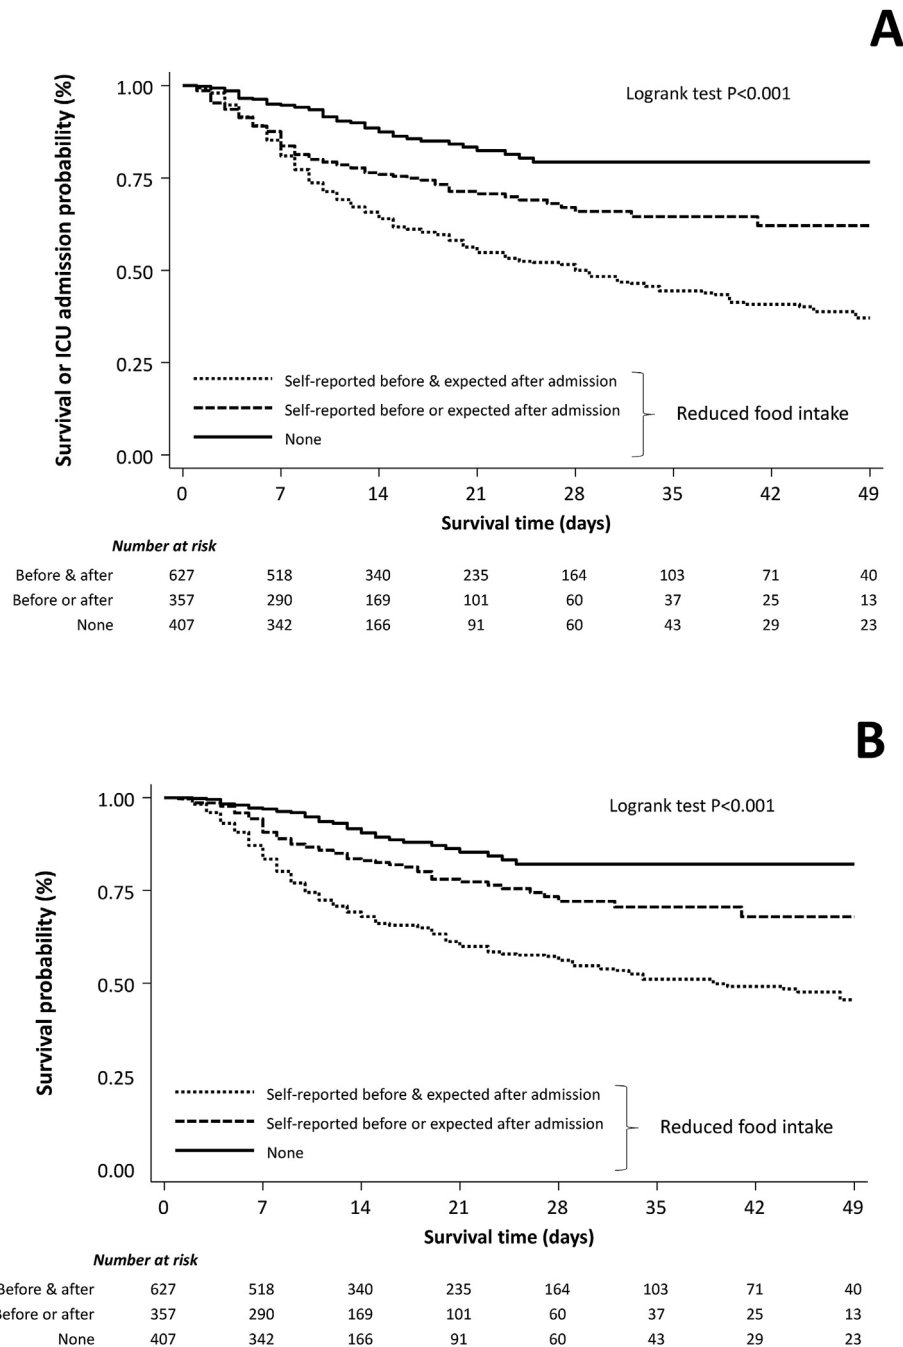 A
Survival or ICU admission probability (%)
1.00
0.75
0.50
0.25
0.00
Logrank test P<0.001
Self-reported before & expected after admission
Self-reported before or expected after admission
None
Reduced food intake
0 7 14 21 28 35 42 49
Survival time (days)
Number at risk
Before & after 627 518 340 235 164 103 71 40
Before or after 357 290 169 101 60 37 25 13
None 407 342 166 91 60 43 29 23
B
Survival probability (%)
1.00
0.75
0.50
0.25
0.00
Logrank test P<0.001
Self-reported before & expected after admission
Self-reported before or expected after admission
None
Reduced food intake
0 7 14 21 28 35 42 49
Survival time (days)
Number at risk
Before & after 627 518 340 235 164 103 71 40
Before or after 357 290 169 101 60 37 25 13
None 407 342 166 91 60 43 29 23